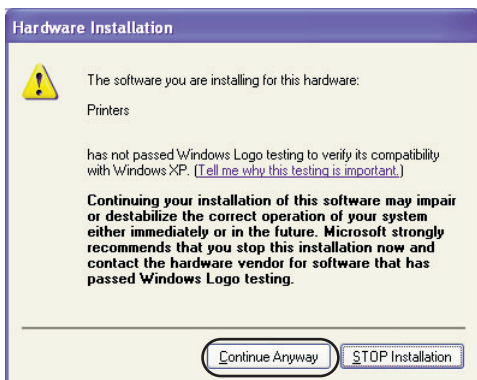 Hardware Installation
The software you are installing for this hardware:
Printers
has not passed Windows Logo testing to verify its compatibility
with Windows XP. (Tell me why this testing is important.)
Continuing your installation of this software may impair
or destabilize the correct operation of your system
either immediately or in the future. Microsoft strongly
recommends that you stop this installation now and
contact the hardware vendor for software that has
passed Windows Logo testing.
Continue Anyway
STOP Installation